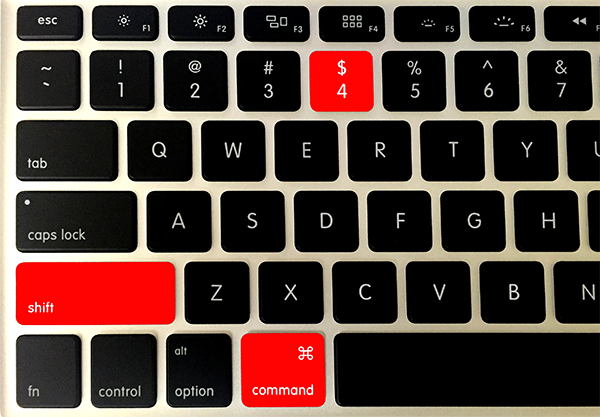 esc F1 F2 F3 F4 F5 F6
~ ! @ # $ % ^ &
` 1 2 3 4 5 6 7
tab Q W E R T Y
caps lock A S D F G H
shift Z X C V B N
alt ⌘
fn control option command